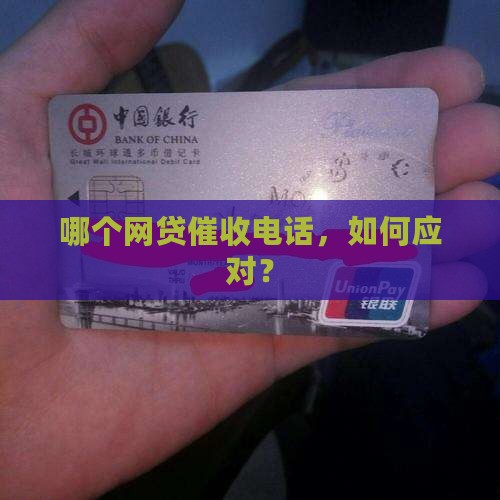 中国银行
BANK OF CHINA
长城环球通多币借记卡
Great Wall International Debit Card
哪个网贷催收电话，如何应
对？
UnionPay
银联